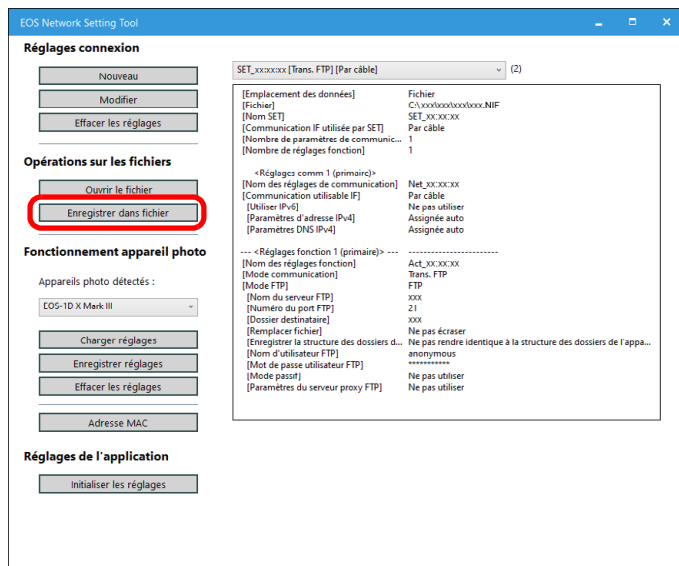 EOS Network Setting Tool
Réglages connexion
Nouveau
Modifier
Effacer les réglages
Opérations sur les fichiers
Ouvrir le fichier
Enregistrer dans fichier
Fonctionnement appareil photo
Appareils photo détectés :
EOS-1D X Mark III
Charger réglages
Enregistrer réglages
Effacer les réglages
Adresse MAC
Réglages de l'application
Initialiser les réglages
SET_xx:xx:xx [Trans. FTP] [Par câble] (2)
[Emplacement des données] Fichier
[Fichier] C:\xxx\xxx\xxx\xxx.NIF
[Nom SET] SET_xx:xx:xx
[Communication IF utilisée par SET] Par câble
[Nombre de paramètres de communic... 1
[Nombre de réglages fonction] 1
<Réglages comm 1 (primaire)>
[Nom des réglages de communication] Net_xx:xx:xx
[Communication utilisable IF] Par câble
[Utiliser IPv6] Ne pas utiliser
[Paramètres d'adresse IPv4] Assignée auto
[Paramètres DNS IPv4] Assignée auto
--- <Réglages fonction 1 (primaire)> --- ------------------------
[Nom des réglages fonction] Act_xx:xx:xx
[Mode communication] Trans. FTP
[Mode FTP] FTP
[Nom du serveur FTP] xxx
[Numéro du port FTP] 21
[Dossier destinataire] xxx
[Remplacer fichier] Ne pas écraser
[Enregistrer la structure des dossiers d... Ne pas rendre identique à la structure des dossiers de l'appa...
[Nom d'utilisateur FTP] anonymous
[Mot de passe utilisateur FTP] ***********
[Mode passif] Ne pas utiliser
[Paramètres du serveur proxy FTP] Ne pas utiliser